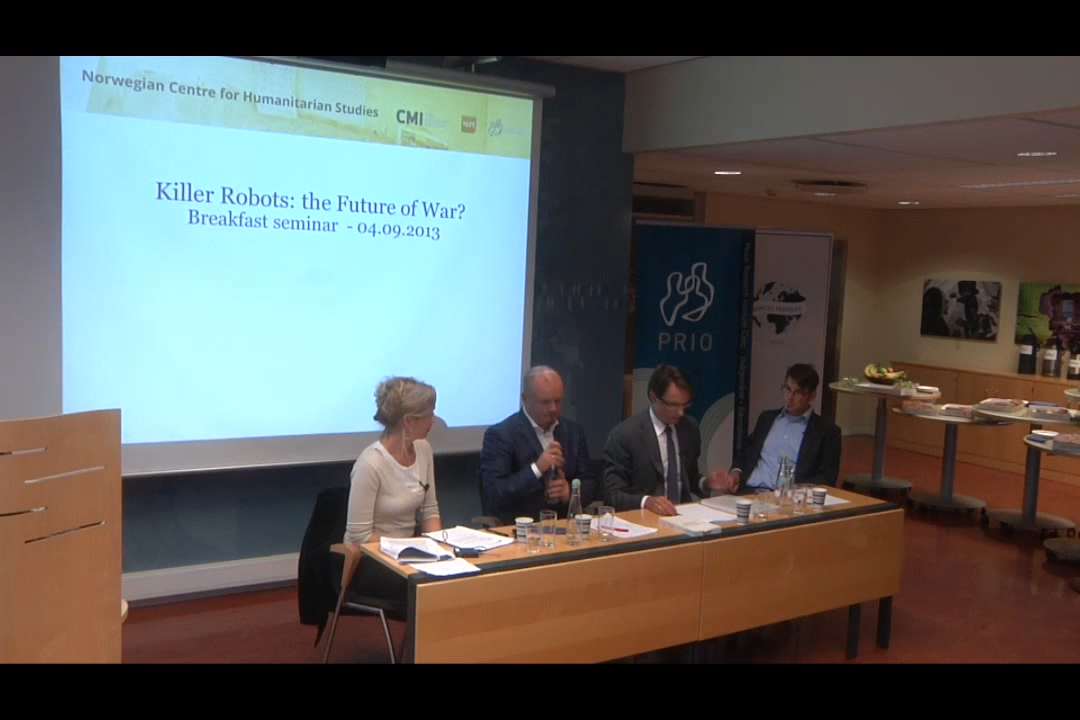 Norwegian Centre for Humanitarian Studies
CMI
Killer Robots: the Future of War?
Breakfast seminar - 04.09.2013
PRIO